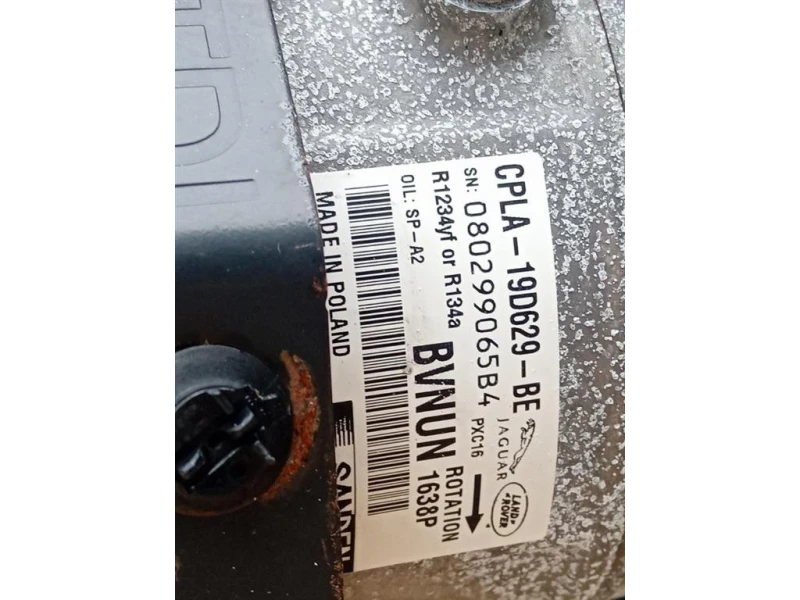 CPLA-19D629-BE
SN: 080299065B4 PXC16
JAGUAR
LAND ROVER
R1234yf or R134a
ROTATION
OIL: SP-A2
BVNUN 1638P
MADE IN POLAND